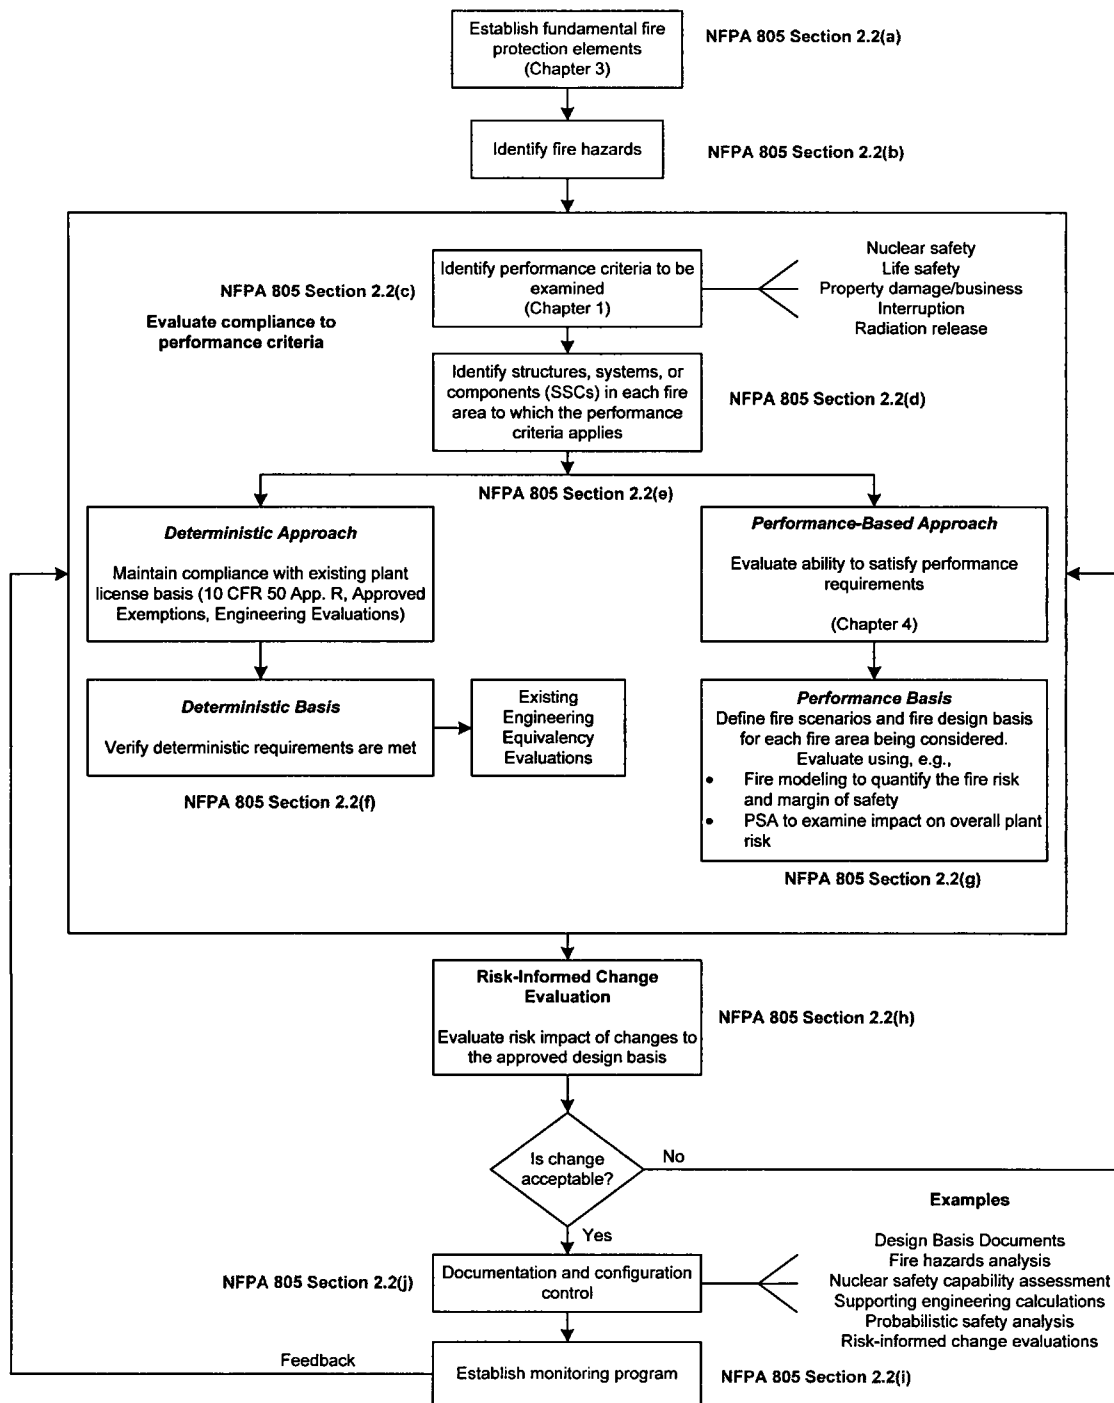 Establish fundamental fire
protection elements
(Chapter 3)
NFPA 805 Section 2.2(a)
Identify fire hazards
NFPA 805 Section 2.2(b)
NFPA 805 Section 2.2(c)
Evaluate compliance to
performance criteria
Identify performance criteria to be
examined
(Chapter 1)
Nuclear safety
Life safety
Property damage/business
Interruption
Radiation release
Identify structures, systems, or
components (SSCs) in each fire
area to which the performance
criteria applies
NFPA 805 Section 2.2(d)
NFPA 805 Section 2.2(e)
Deterministic Approach
Maintain compliance with existing plant
license basis (10 CFR 50 App. R, Approved
Exemptions, Engineering Evaluations)
Performance-Based Approach
Evaluate ability to satisfy performance
requirements
(Chapter 4)
Deterministic Basis
Verify deterministic requirements are met
Existing
Engineering
Equivalency
Evaluations
NFPA 805 Section 2.2(f)
Performance Basis
Define fire scenarios and fire design basis
for each fire area being considered.
Evaluate using, e.g.,
• Fire modeling to quantify the fire risk
and margin of safety
• PSA to examine impact on overall plant
risk
NFPA 805 Section 2.2(g)
Risk-Informed Change
Evaluation
Evaluate risk impact of changes to
the approved design basis
NFPA 805 Section 2.2(h)
Is change
acceptable?
No
Yes
Examples
Design Basis Documents
Fire hazards analysis
Nuclear safety capability assessment
Supporting engineering calculations
Probabilistic safety analysis
Risk-informed change evaluations
NFPA 805 Section 2.2(j)
Documentation and configuration
control
Feedback
Establish monitoring program
NFPA 805 Section 2.2(i)